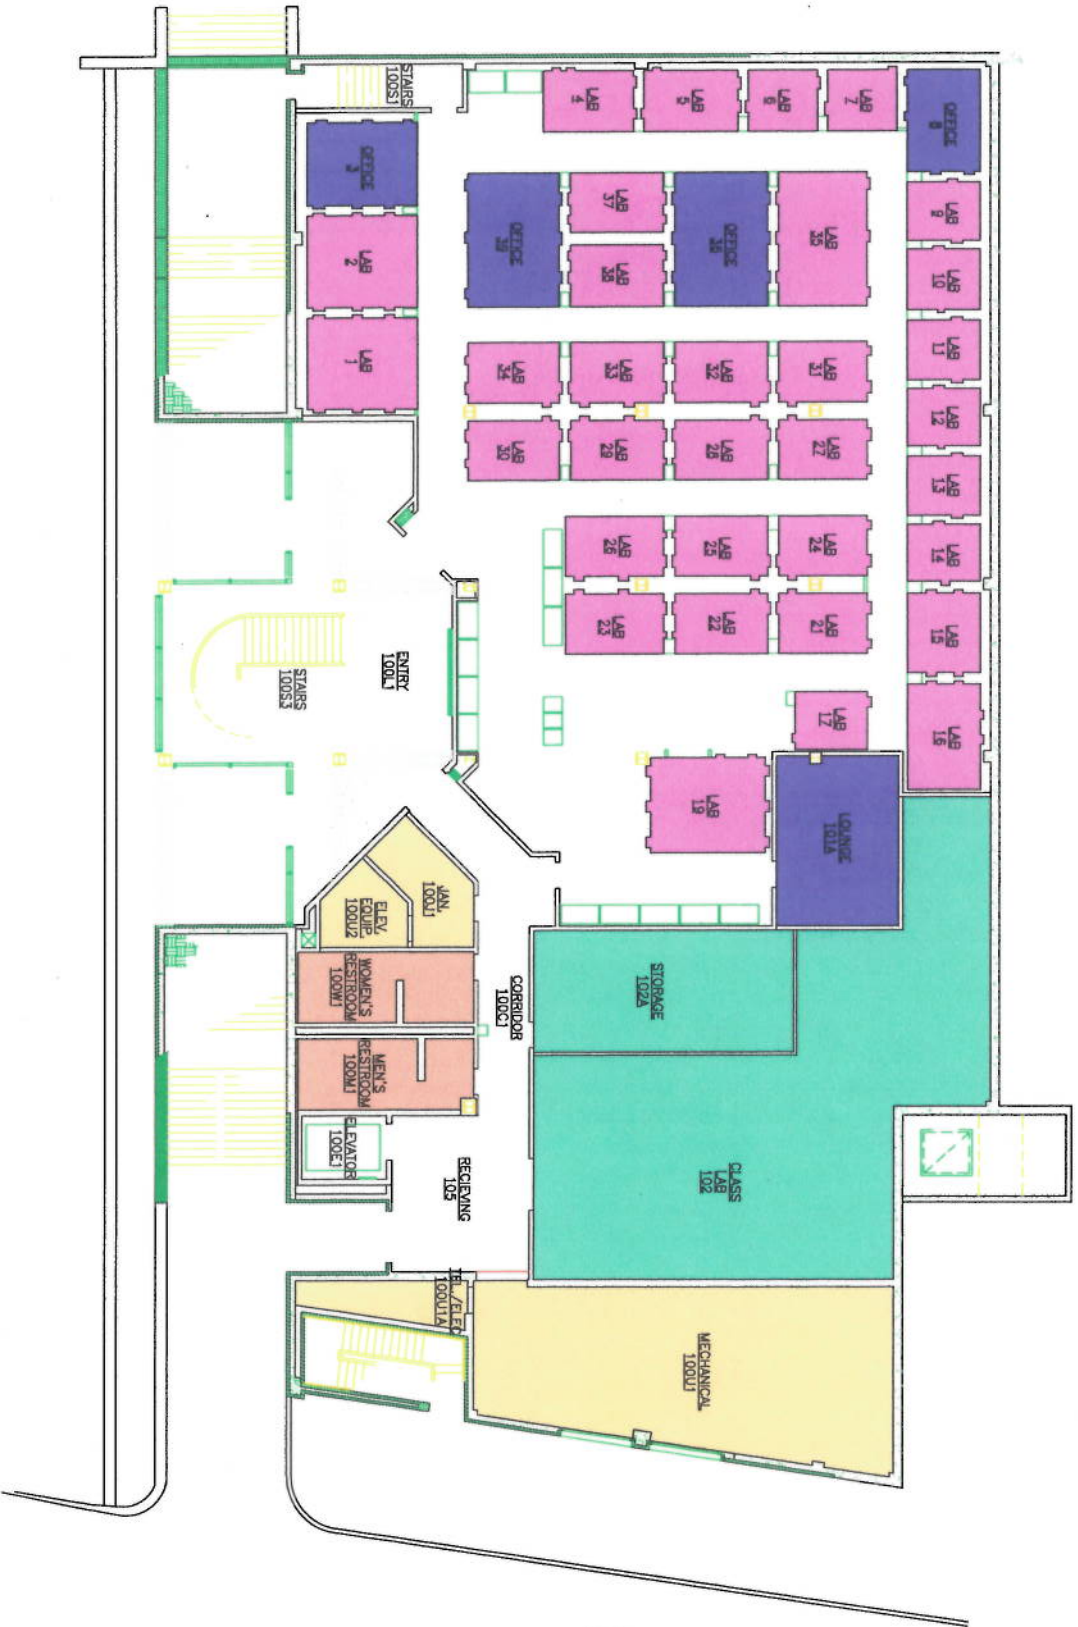 STAIRS
100S1
LAB
4
LAB
5
LAB
6
LAB
7
OFFICE
8
OFFICE
3
OFFICE
39
LAB
37
LAB
38
OFFICE
36
LAB
35
LAB
9
LAB
2
LAB
10
LAB
1
LAB
34
LAB
33
LAB
32
LAB
31
LAB
11
LAB
30
LAB
29
LAB
28
LAB
27
LAB
12
LAB
13
LAB
26
LAB
25
LAB
24
LAB
14
LAB
23
LAB
22
LAB
21
LAB
15
STAIRS
100S3
ENTRY
100L1
LAB
17
LAB
16
LAB
19
LOUNGE
101A
JAN.
100J1
ELEV.
EQUIP.
100U2
WOMEN'S
RESTROOM
100W1
CORRIDOR
100C1
STORAGE
102A
MEN'S
RESTROOM
100M1
ELEVATOR
100E1
RECIEVING
105
CLASS
LAB
102
TEL./ELEC
100U1A
MECHANICAL
100U1